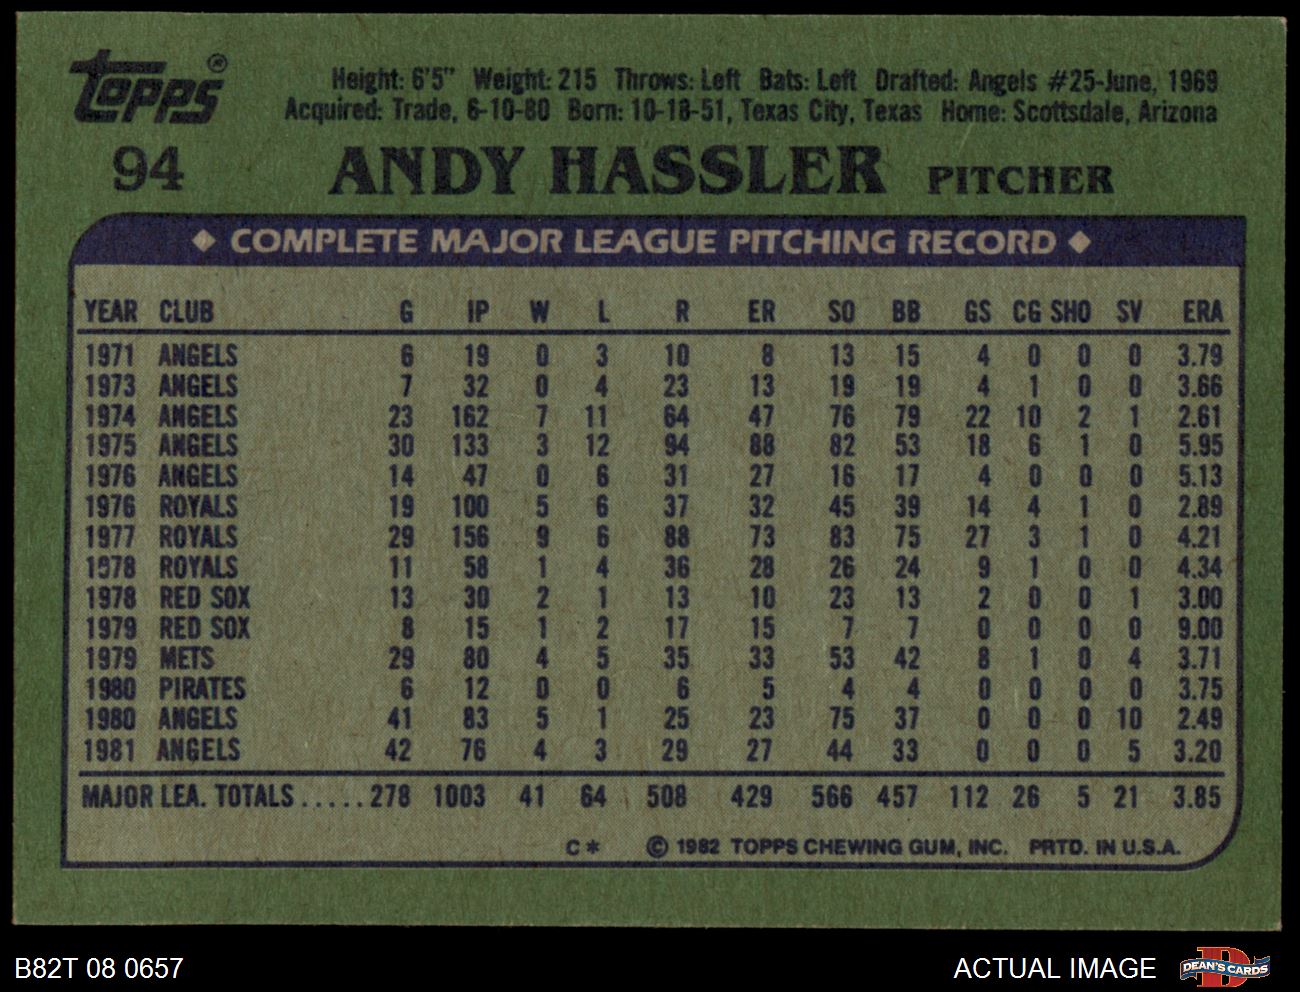 Topps®
Height: 6'5" Weight: 215 Throws: Left Bats: Left Drafted: Angels #25-June, 1969
Acquired: Trade, 6-10-80 Born: 10-18-51, Texas City, Texas Home: Scottsdale, Arizona
94 ANDY HASSLER PITCHER
◆ COMPLETE MAJOR LEAGUE PITCHING RECORD ◆
YEAR CLUB G IP W L R ER SO BB GS CG SHO SV ERA
1971 ANGELS 6 19 0 3 10 8 13 15 4 0 0 0 3.79
1973 ANGELS 7 32 0 4 23 13 19 19 4 1 0 0 3.66
1974 ANGELS 23 162 7 11 64 47 76 79 22 10 2 1 2.61
1975 ANGELS 30 133 3 12 94 88 82 53 18 6 1 0 5.95
1976 ANGELS 14 47 0 6 31 27 16 17 4 0 0 0 5.13
1976 ROYALS 19 100 5 6 37 32 45 39 14 4 1 0 2.89
1977 ROYALS 29 156 9 6 88 73 83 75 27 3 1 0 4.21
1978 ROYALS 11 58 1 4 36 28 26 24 9 1 0 0 4.34
1978 RED SOX 13 30 2 1 13 10 23 13 2 0 0 1 3.00
1979 RED SOX 8 15 1 2 17 15 7 7 0 0 0 0 9.00
1979 METS 29 80 4 5 35 33 53 42 8 1 0 4 3.71
1980 PIRATES 6 12 0 0 6 5 4 4 0 0 0 0 3.75
1980 ANGELS 41 83 5 1 25 23 75 37 0 0 0 10 2.49
1981 ANGELS 42 76 4 3 29 27 44 33 0 0 0 5 3.20
MAJOR LEA. TOTALS.....278 1003 41 64 508 429 566 457 112 26 5 21 3.85
C* © 1982 TOPPS CHEWING GUM, INC. PRTD. IN U.S.A.
B82T 08 0657 ACTUAL IMAGE D DEAN'S CARDS